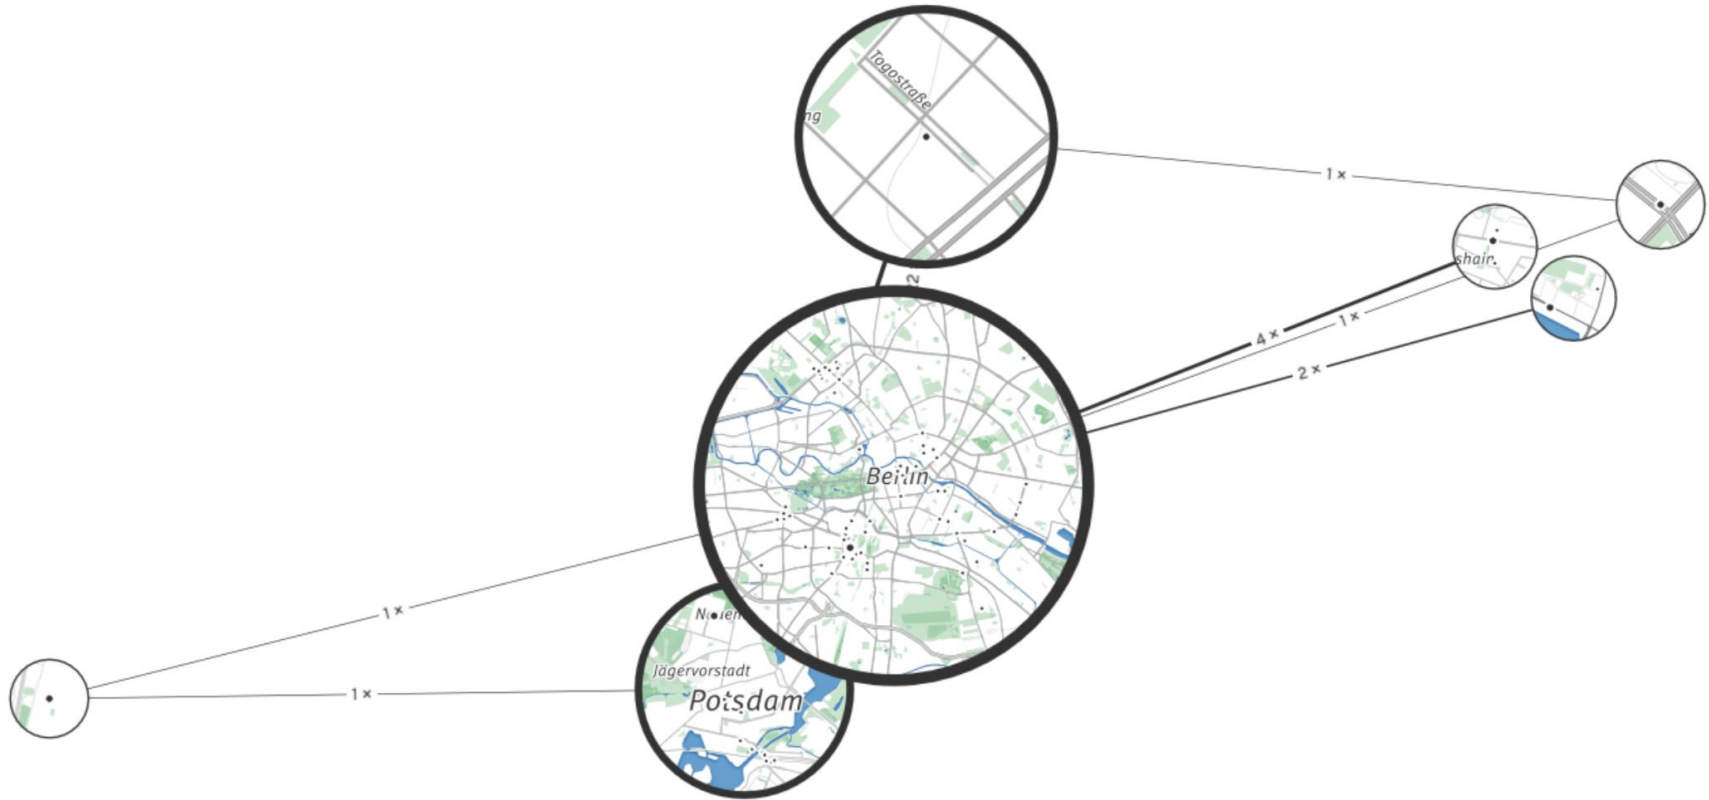 Togostraße
ng
1 ×
shair.
4 ×
1 ×
2 ×
Berlin
1 ×
Jägervorstadt
Potsdam
1 ×